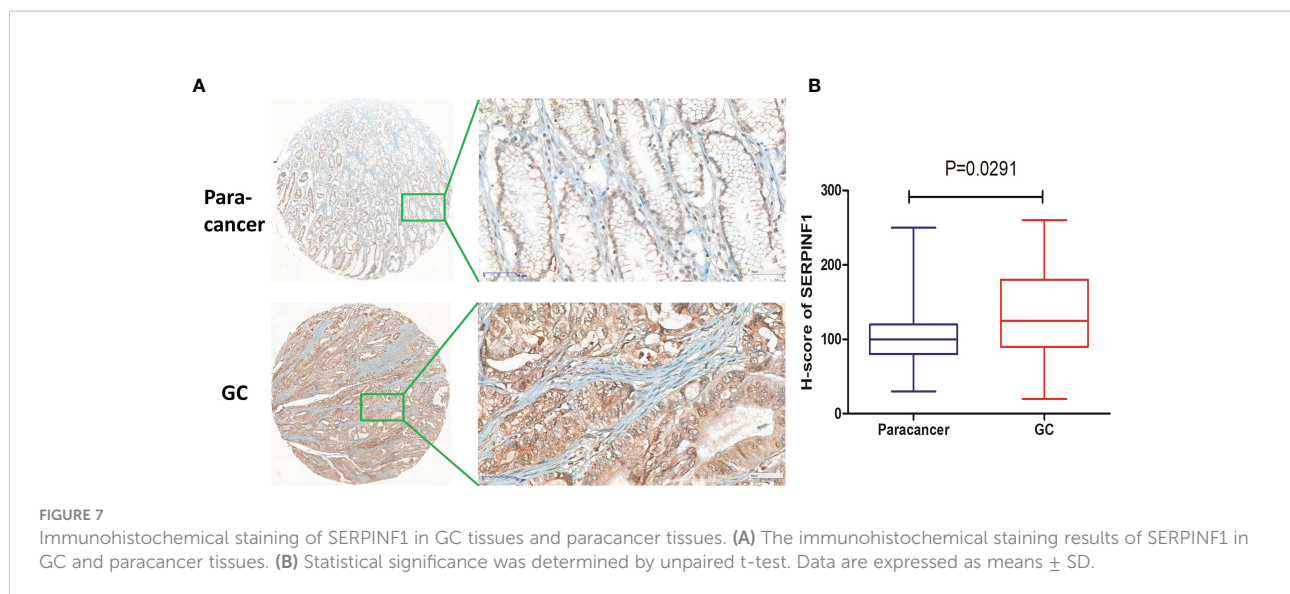 A
B
Para-
cancer
GC
P=0.0291
H-score of SERPINF1
300
200
100
0
Paracancer
GC
FIGURE 7
Immunohistochemical staining of SERPINF1 in GC tissues and paracancer tissues. (A) The immunohistochemical staining results of SERPINF1 in
GC and paracancer tissues. (B) Statistical significance was determined by unpaired t-test. Data are expressed as means ± SD.